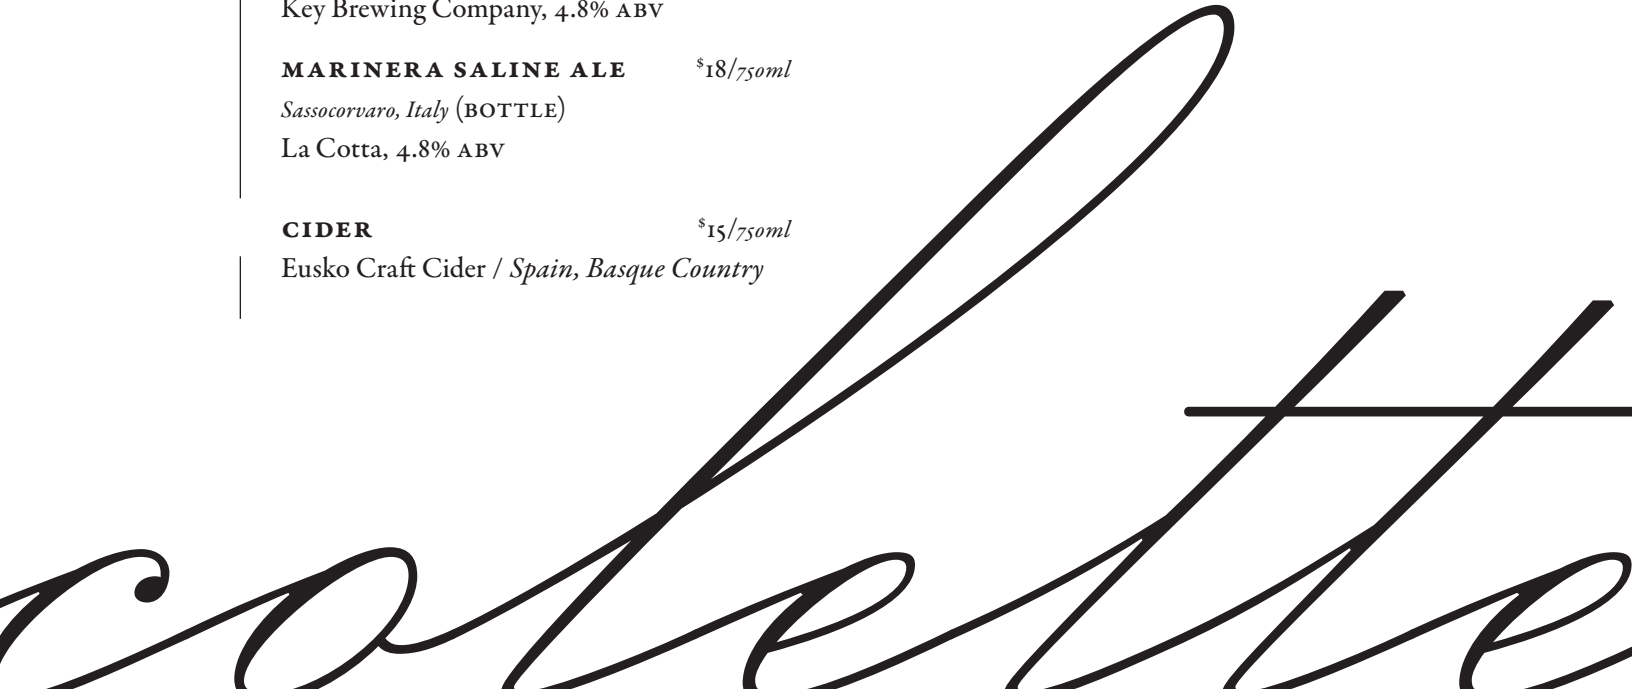 Key Brewing Company, 4.8% ABV
MARINERA SALINE ALE $18/750ml
Sassocorvaro, Italy (BOTTLE)
La Cotta, 4.8% ABV
CIDER $15/750ml
Eusko Craft Cider / Spain, Basque Country
colette